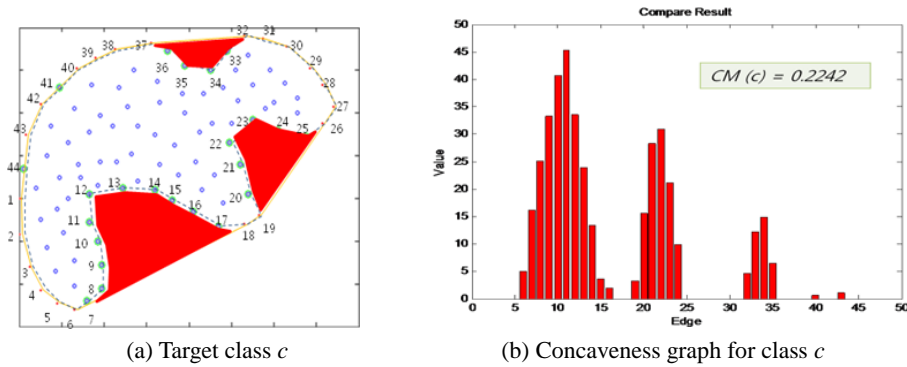 32 31
37 30
38
39 33 29
40 36
35 34 28
41
42 27
23 24 26
43 25
22
21
44
12 13 14 20
1 15
11 16
17 19
2 18
10
3 9
4 8
5 6 7
(a) Target class c
Compare Result
50
45
40
35
30
25
20
15
10
5
0
Value
CM (c) = 0.2242
0 5 10 15 20 25 30 35 40 45 50
Edge
(b) Concaveness graph for class c